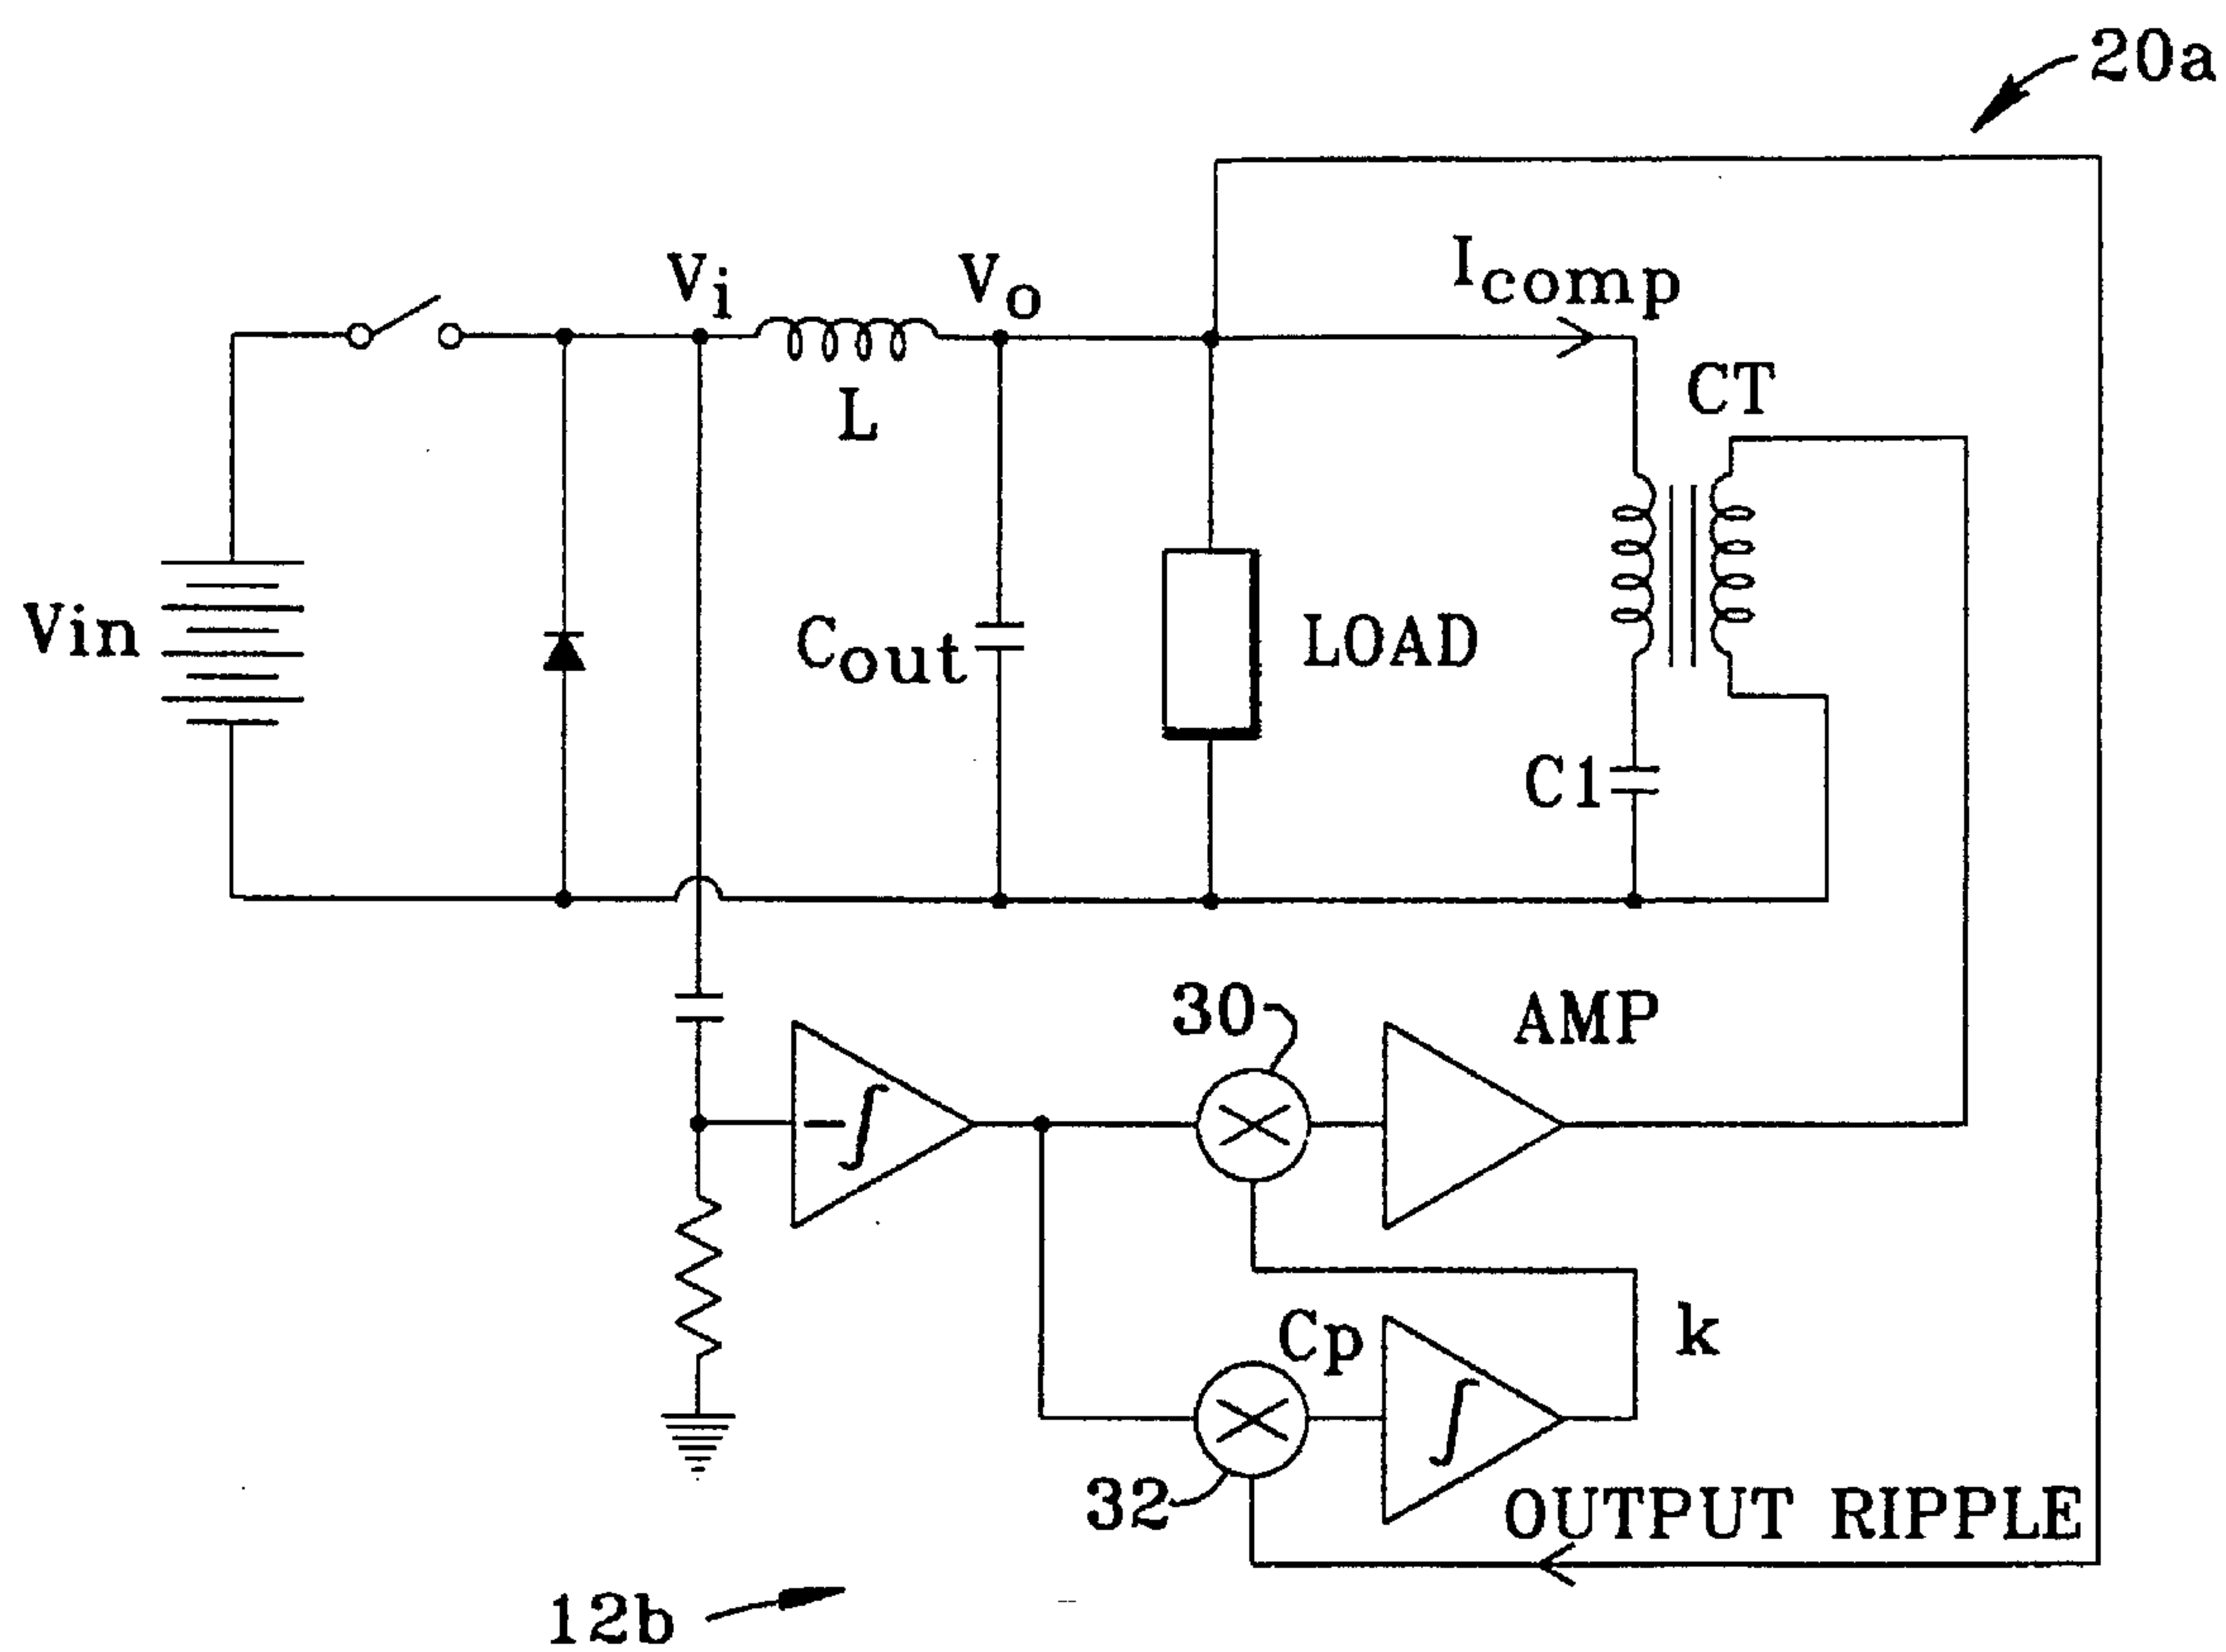 20a
Vi
Vo
Icomp
CT
L
Vin
Cout
LOAD
C1
30
AMP
−∫
×
Cp
k
×
∫
32
OUTPUT RIPPLE
12b